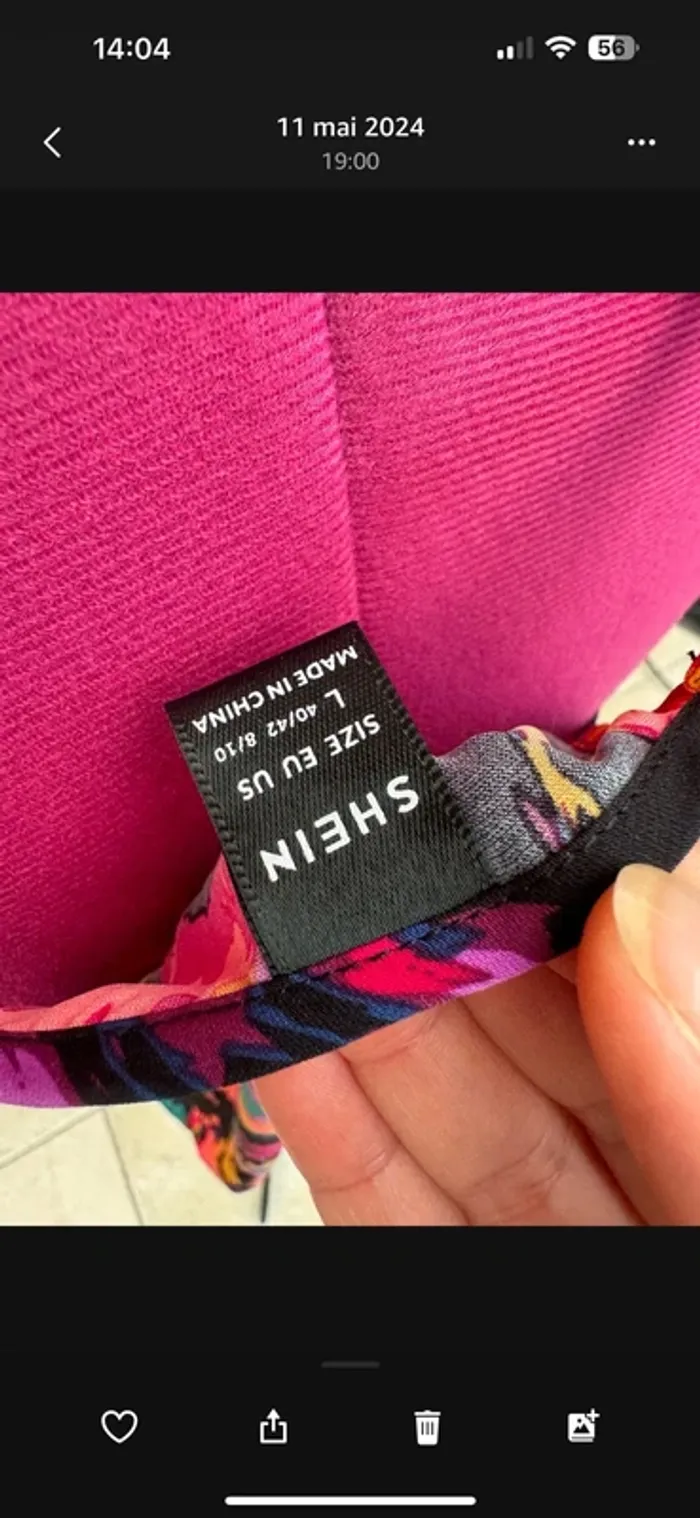 14:04
56
11 mai 2024
19:00
SHEIN
SIZE EU US
L 40/42 8/10
MADE IN CHINA